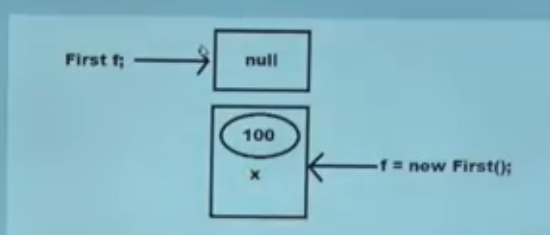 First f;
null
100
x
f = new First();